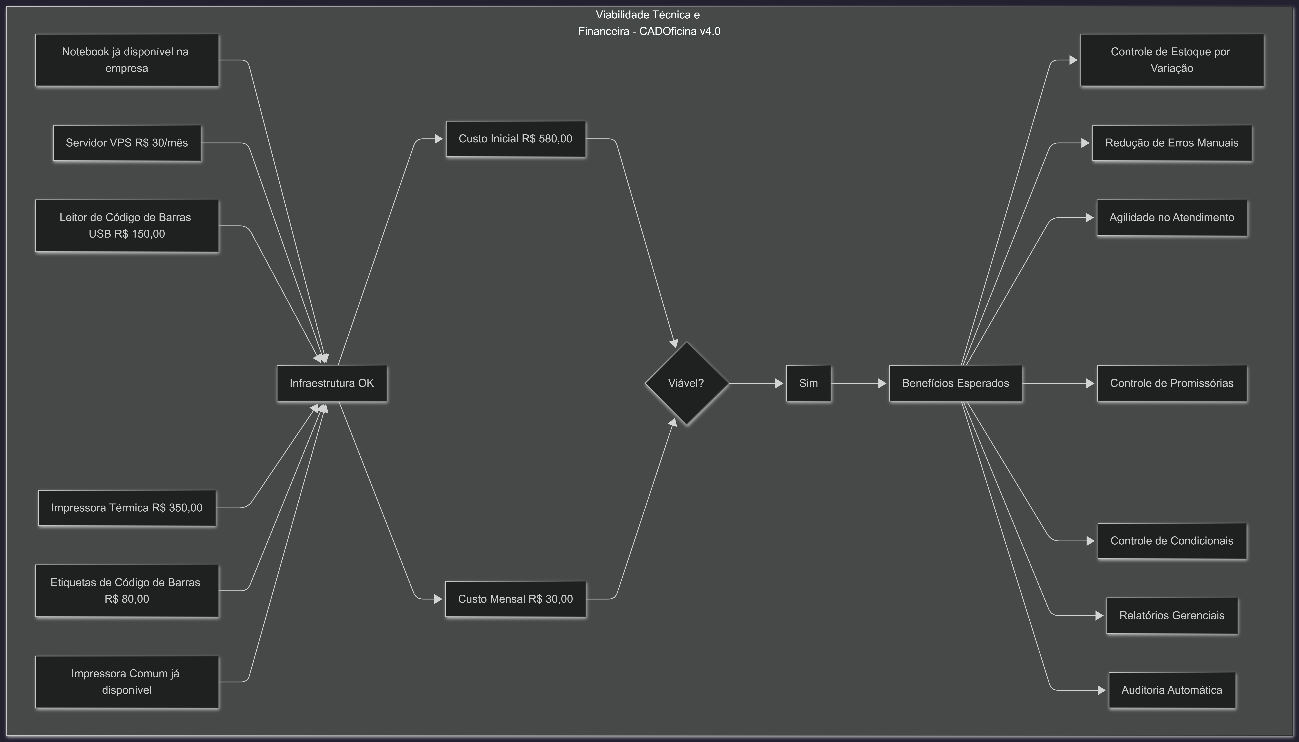 Viabilidade Técnica e
Financeira - CADOficina v4.0
Notebook já disponível na
empresa
Servidor VPS R$ 30/mês
Leitor de Código de Barras
USB R$ 150,00
Impressora Térmica R$ 350,00
Etiquetas de Código de Barras
R$ 80,00
Impressora Comum já
disponível
Infraestrutura OK
Custo Inicial R$ 580,00
Custo Mensal R$ 30,00
Viável?
Sim
Benefícios Esperados
Controle de Estoque por
Variação
Redução de Erros Manuais
Agilidade no Atendimento
Controle de Promissórias
Controle de Condicionais
Relatórios Gerenciais
Auditoria Automática